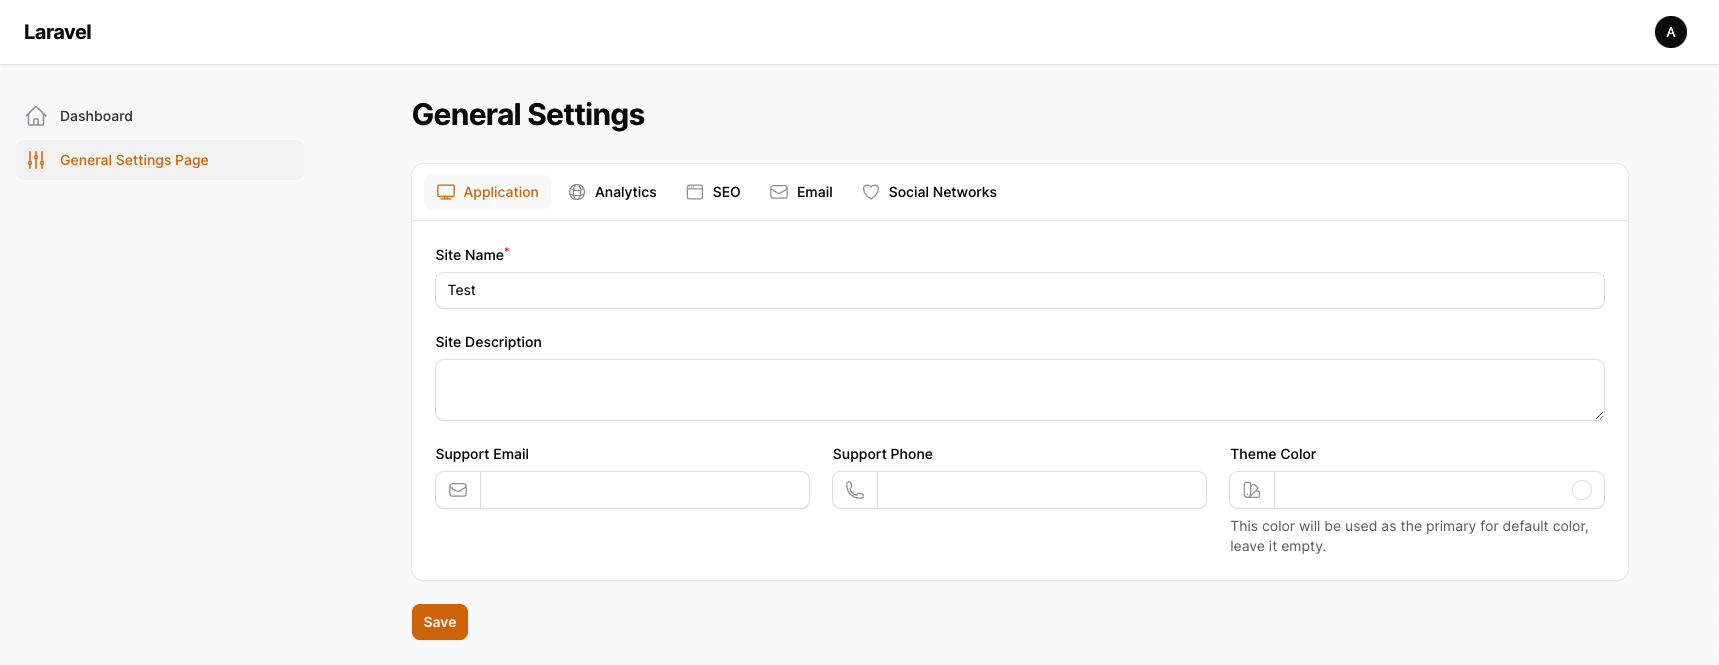 Laravel
A
Dashboard
General Settings Page
General Settings
Application
Analytics
SEO
Email
Social Networks
Site Name*
Test
Site Description
Support Email
Support Phone
Theme Color
This color will be used as the primary for default color,
leave it empty.
Save